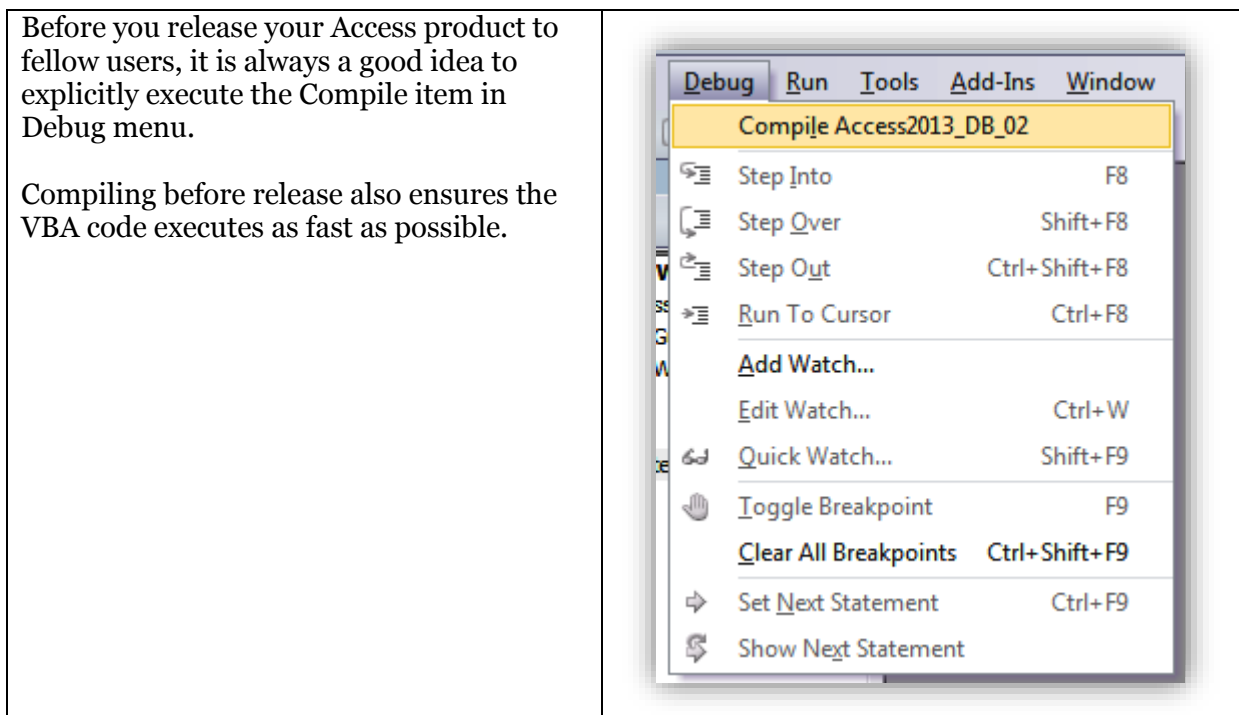 Before you release your Access product to
fellow users, it is always a good idea to
explicitly execute the Compile item in
Debug menu.
Compiling before release also ensures the
VBA code executes as fast as possible.
Debug Run Tools Add-Ins Window
Compile Access2013_DB_02
Step Into F8
Step Over Shift+F8
Step Out Ctrl+Shift+F8
Run To Cursor Ctrl+F8
Add Watch...
Edit Watch... Ctrl+W
Quick Watch... Shift+F9
Toggle Breakpoint F9
Clear All Breakpoints Ctrl+Shift+F9
Set Next Statement Ctrl+F9
Show Next Statement